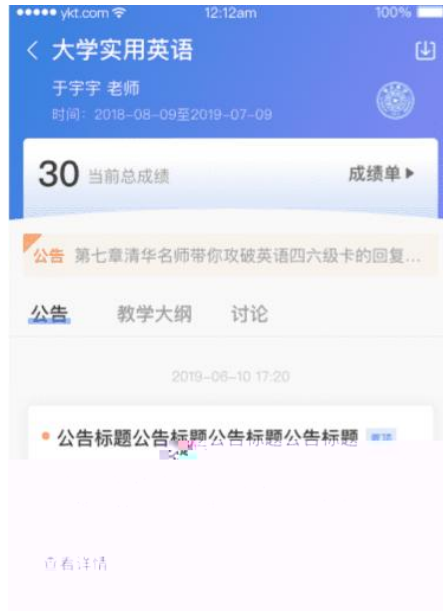 ykt.com 12:12am 100%
大学实用英语
于宇宇 老师
时间：2018-08-09至2019-07-09
30 当前总成绩 成绩单
公告 第七章清华名师带你攻破英语四六级卡的回复...
公告 教学大纲 讨论
2019-06-10 17:20
公告标题公告标题公告标题公告标题
查看详情